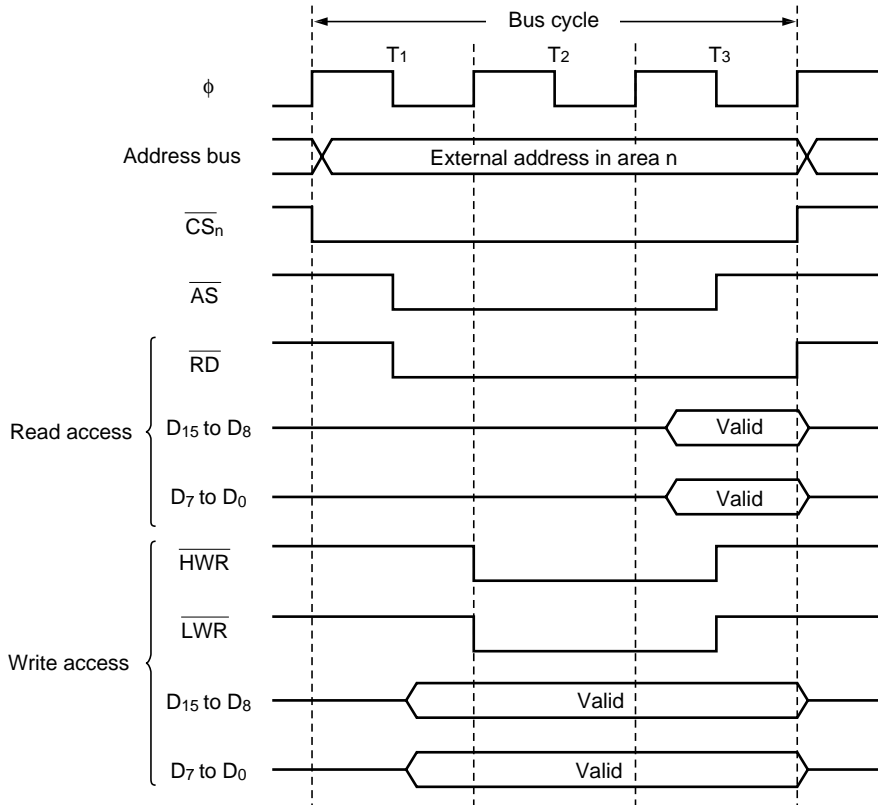 Bus cycle
T1 T2 T3
φ
Address bus External address in area n
CSn
AS
RD
Read access D15 to D8 Valid
D7 to D0 Valid
HWR
LWR
Write access
D15 to D8 Valid
D7 to D0 Valid